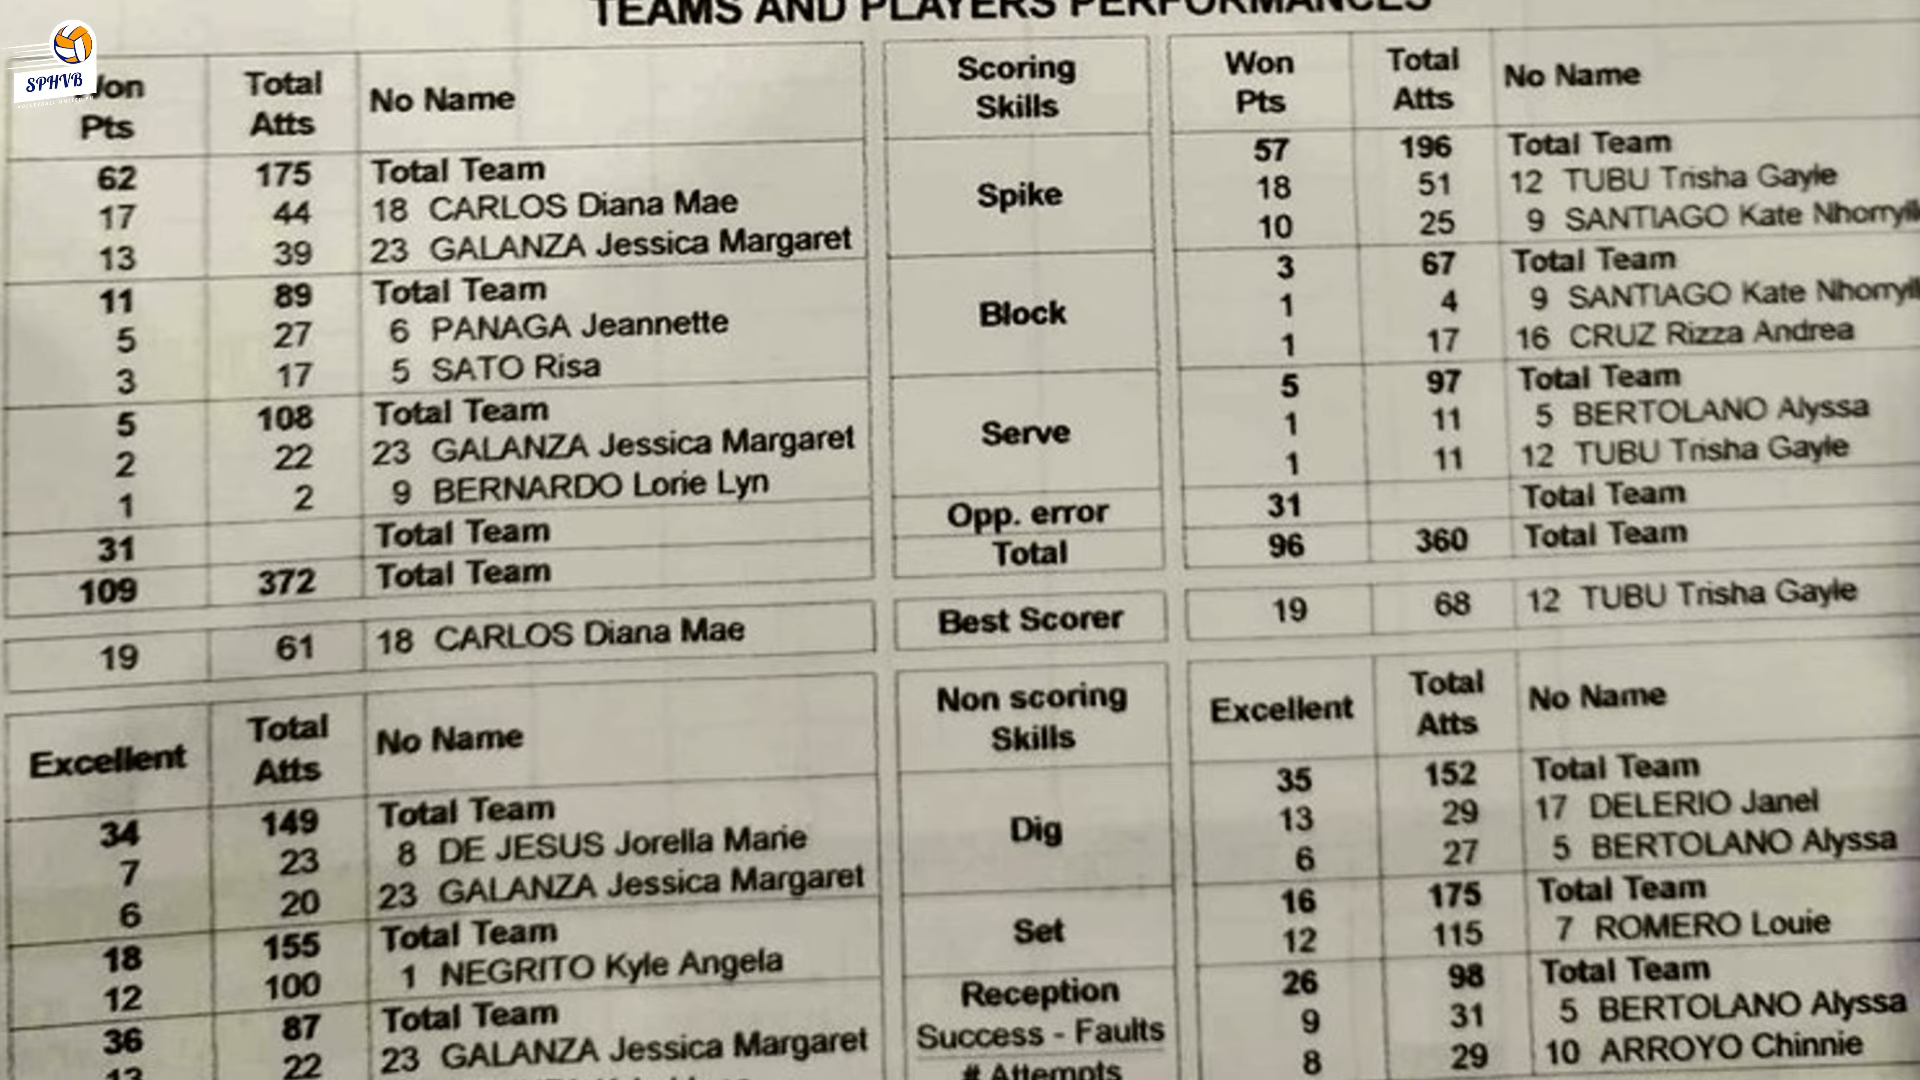 TEAMS AND PLAYERS PERFORMANCES
SPHVB
Won Pts Total Atts No Name Scoring Skills Won Pts Total Atts No Name
62 175 Total Team Spike 57 196 Total Team
17 44 18 CARLOS Diana Mae 18 51 12 TUBU Trisha Gayle
13 39 23 GALANZA Jessica Margaret 10 25 9 SANTIAGO Kate
11 89 Total Team Block 3 67 Total Team
5 27 6 PANAGA Jeannette 1 4 9 SANTIAGO Kate
3 17 5 SATO Risa 1 17 16 CRUZ Rizza Andrea
5 108 Total Team Serve 5 97 Total Team
2 22 23 GALANZA Jessica Margaret 1 11 5 BERTOLANO Alyssa
1 2 9 BERNARDO Lorie Lyn 1 11 12 TUBU Trisha Gayle
31 Total Team Opp. error 31 Total Team
109 372 Total Team Total 96 360 Total Team
19 61 18 CARLOS Diana Mae Best Scorer 19 68 12 TUBU Trisha Gayle
Excellent Total Atts No Name Non scoring Skills Excellent Total Atts No Name
34 149 Total Team Dig 35 152 Total Team
7 23 8 DE JESUS Jorella Marie 13 29 17 DELERIO Janel
6 20 23 GALANZA Jessica Margaret 6 27 5 BERTOLANO Alyssa
18 155 Total Team Set 16 175 Total Team
12 100 1 NEGRITO Kyle Angela 12 115 7 ROMERO Louie
36 87 Total Team Reception 26 98 Total Team
22 23 GALANZA Jessica Margaret Success - Faults 9 31 5 BERTOLANO Alyssa
# Attempts 8 29 10 ARROYO Chinnie